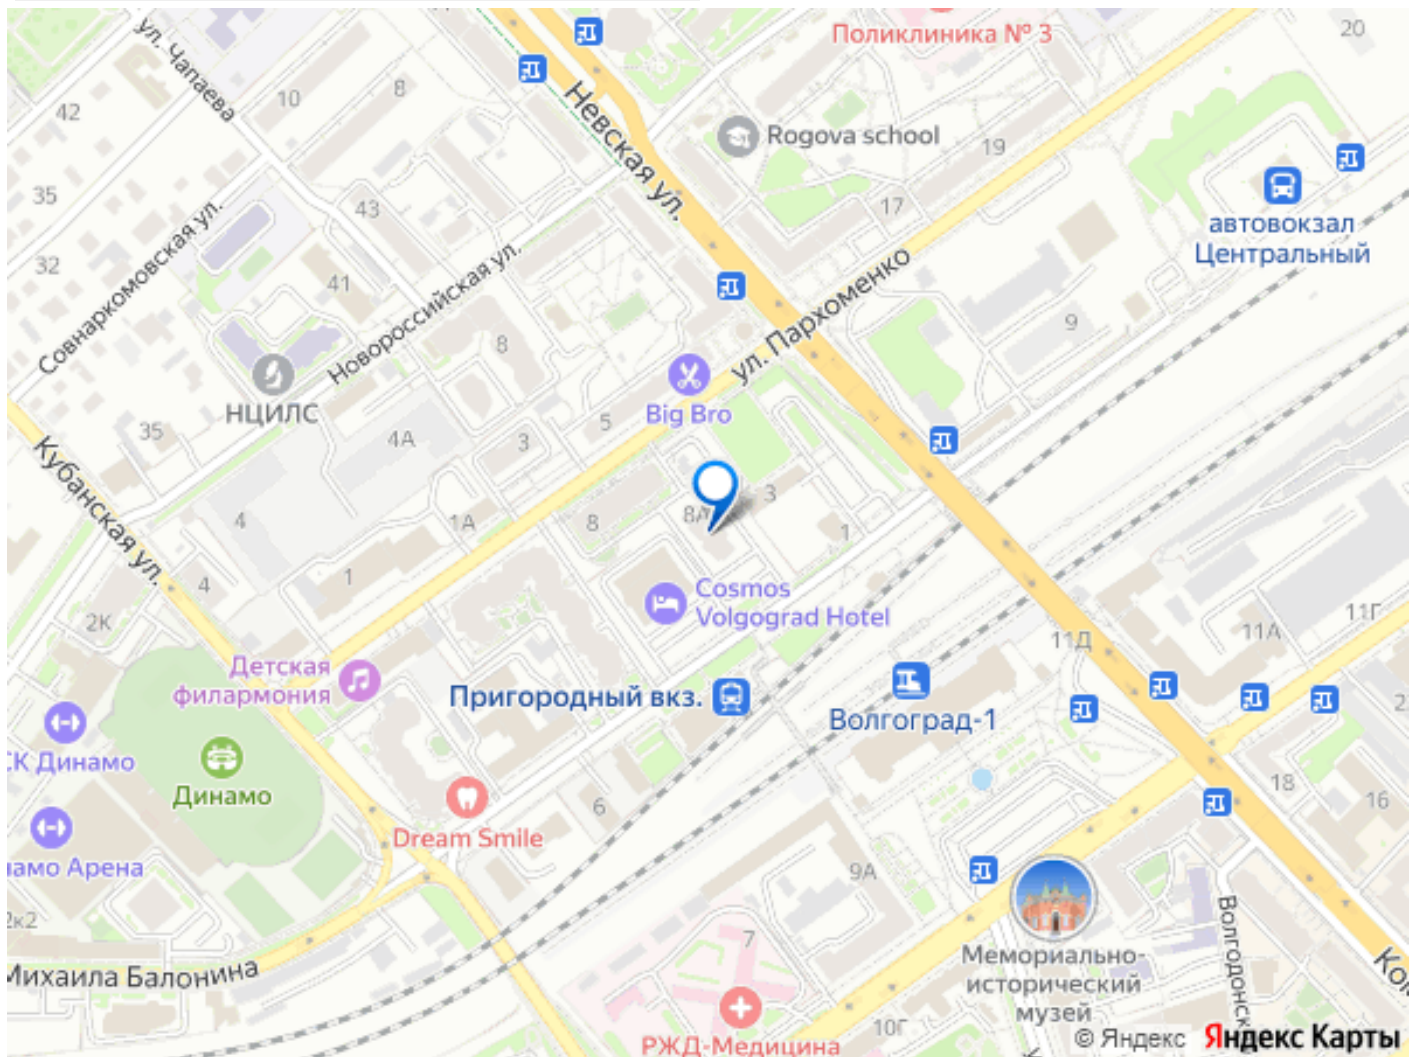 Поликлиника № 3
20
ул. Чапаева
42
10
8
Невская ул.
Rogova school
19
35
43
17
автовокзал
Центральный
Совнаркомовская ул.
32
41
Новороссийская ул.
8
ул. Пархоменко
9
НЦИЛС
Big Bro
35
4А
3
5
Кубанская ул.
4
1А
8
8А
3
1
1
4
2К
Cosmos
Volgograd Hotel
11Д
11А
11Г
Детская
филармония
Пригородный вкз.
Волгоград-1
СК Динамо
Динамо
Dream Smile
6
18
16
намо Арена
9А
2к2
Михаила Балонина
7
Мемориально-
исторический
музей
Волгодонск
Ком
РЖД-Медицина
10Г
© Яндекс Яндекс Карты